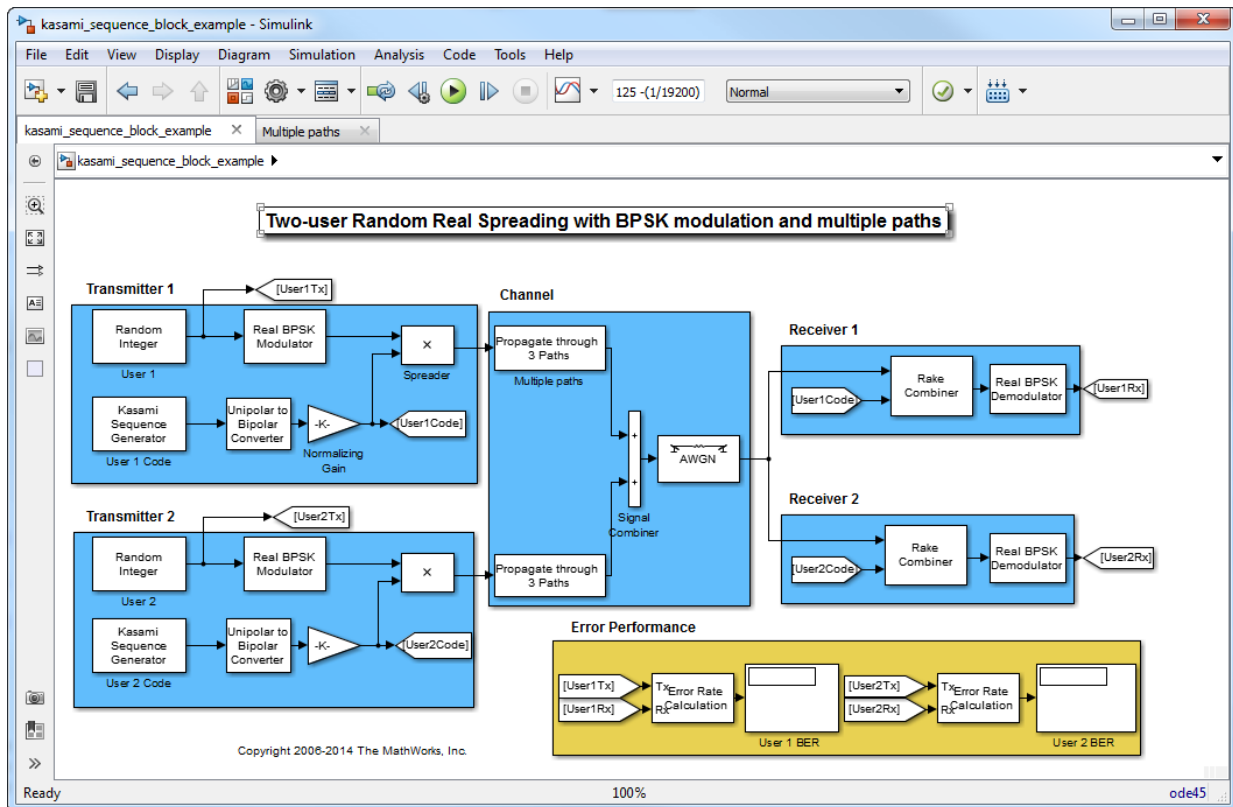 kasami_sequence_block_example - Simulink
File Edit View Display Diagram Simulation Analysis Code Tools Help
125 -(1/19200)
Normal
kasami_sequence_block_example
Multiple paths
kasami_sequence_block_example
Two-user Random Real Spreading with BPSK modulation and multiple paths
Transmitter 1
[User1Tx]
Random
Integer
User 1
Real BPSK
Modulator
×
Spreader
Kasami
Sequence
Generator
User 1 Code
Unipolar to
Bipolar
Converter
-K-
Normalizing
Gain
[User1Code]
Transmitter 2
[User2Tx]
Random
Integer
User 2
Real BPSK
Modulator
×
Kasami
Sequence
Generator
User 2 Code
Unipolar to
Bipolar
Converter
-K-
[User2Code]
Channel
Propagate through
3 Paths
Multiple paths
+
+
Signal
Combiner
AWGN
Propagate through
3 Paths
Receiver 1
[User1Code]
Rake
Combiner
Real BPSK
Demodulator
[User1Rx]
Receiver 2
[User2Code]
Rake
Combiner
Real BPSK
Demodulator
[User2Rx]
Error Performance
[User1Tx]
[User1Rx]
Tx
Rx
Error Rate
Calculation
User 1 BER
[User2Tx]
[User2Rx]
Tx
Rx
Error Rate
Calculation
User 2 BER
Copyright 2006-2014 The MathWorks, Inc.
Ready
100%
ode45